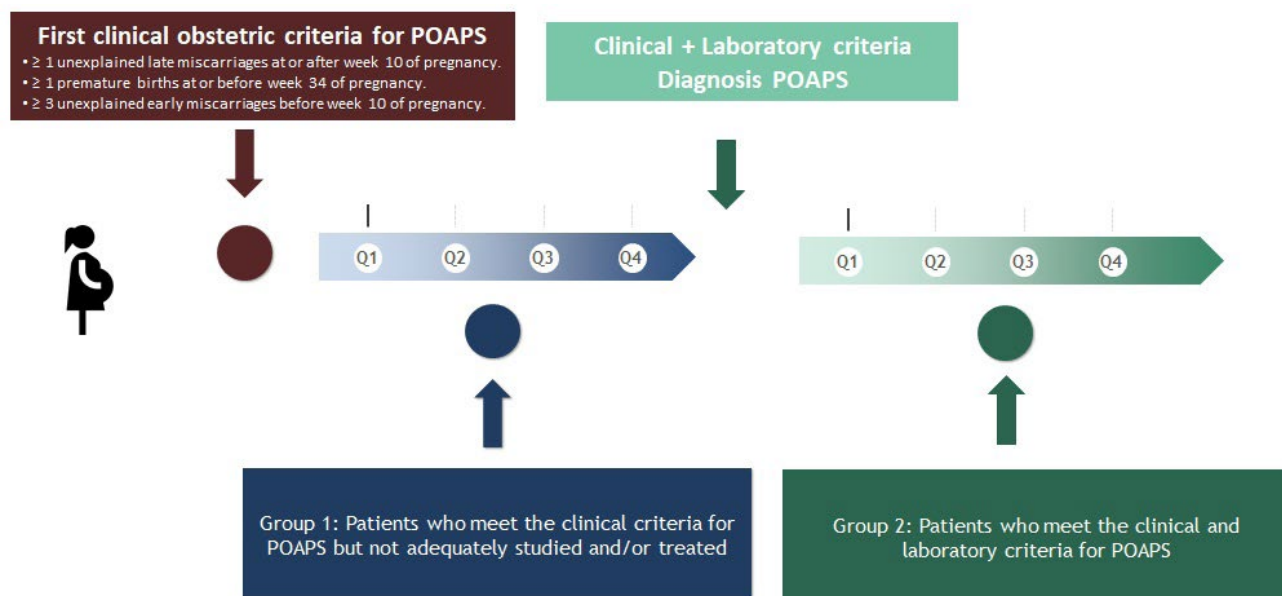 First clinical obstetric criteria for POAPS
• ≥ 1 unexplained late miscarriages at or after week 10 of pregnancy.
• ≥ 1 premature births at or before week 34 of pregnancy.
• ≥ 3 unexplained early miscarriages before week 10 of pregnancy.
Clinical + Laboratory criteria
Diagnosis POAPS
Q1 Q2 Q3 Q4
Q1 Q2 Q3 Q4
Group 1: Patients who meet the clinical criteria for
POAPS but not adequately studied and/or treated
Group 2: Patients who meet the clinical and
laboratory criteria for POAPS